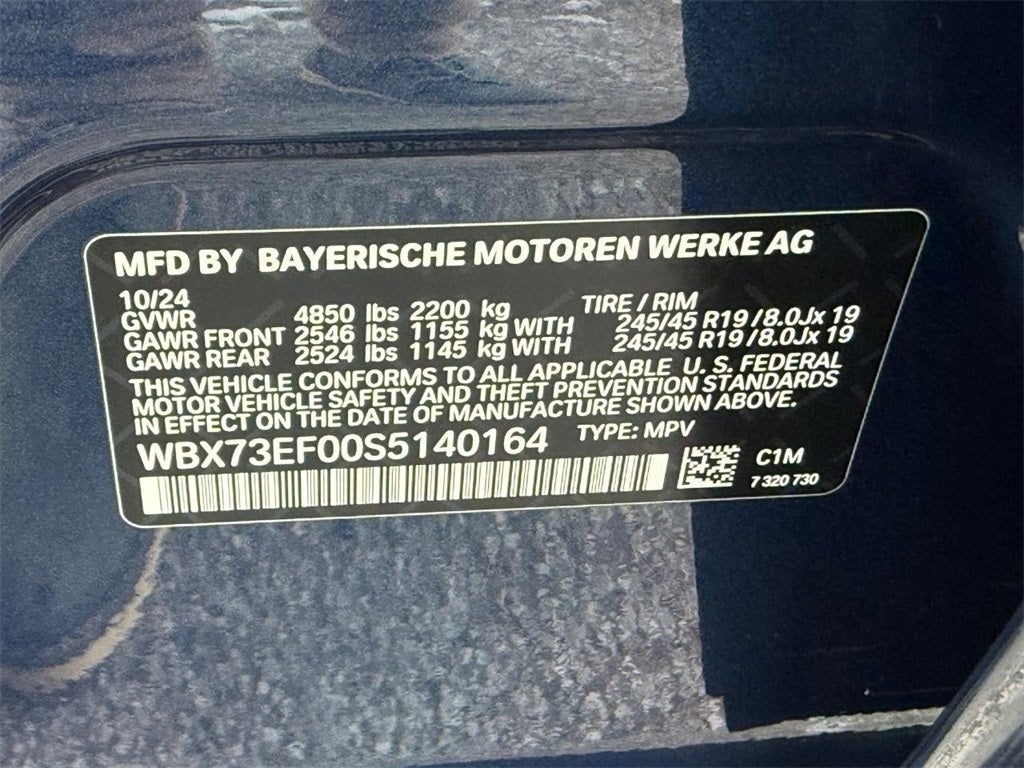 MFD BY BAYERISCHE MOTOREN WERKE AG
10/24 TIRE / RIM
GVWR 4850 lbs 2200 kg
GAWR FRONT 2546 lbs 1155 kg WITH 245/45 R19 / 8.0Jx 19
GAWR REAR 2524 lbs 1145 kg WITH 245/45 R19 / 8.0Jx 19
THIS VEHICLE CONFORMS TO ALL APPLICABLE U. S. FEDERAL
MOTOR VEHICLE SAFETY AND THEFT PREVENTION STANDARDS
IN EFFECT ON THE DATE OF MANUFACTURE SHOWN ABOVE.
WBX73EF00S5140164 TYPE: MPV
C1M
7 320 730